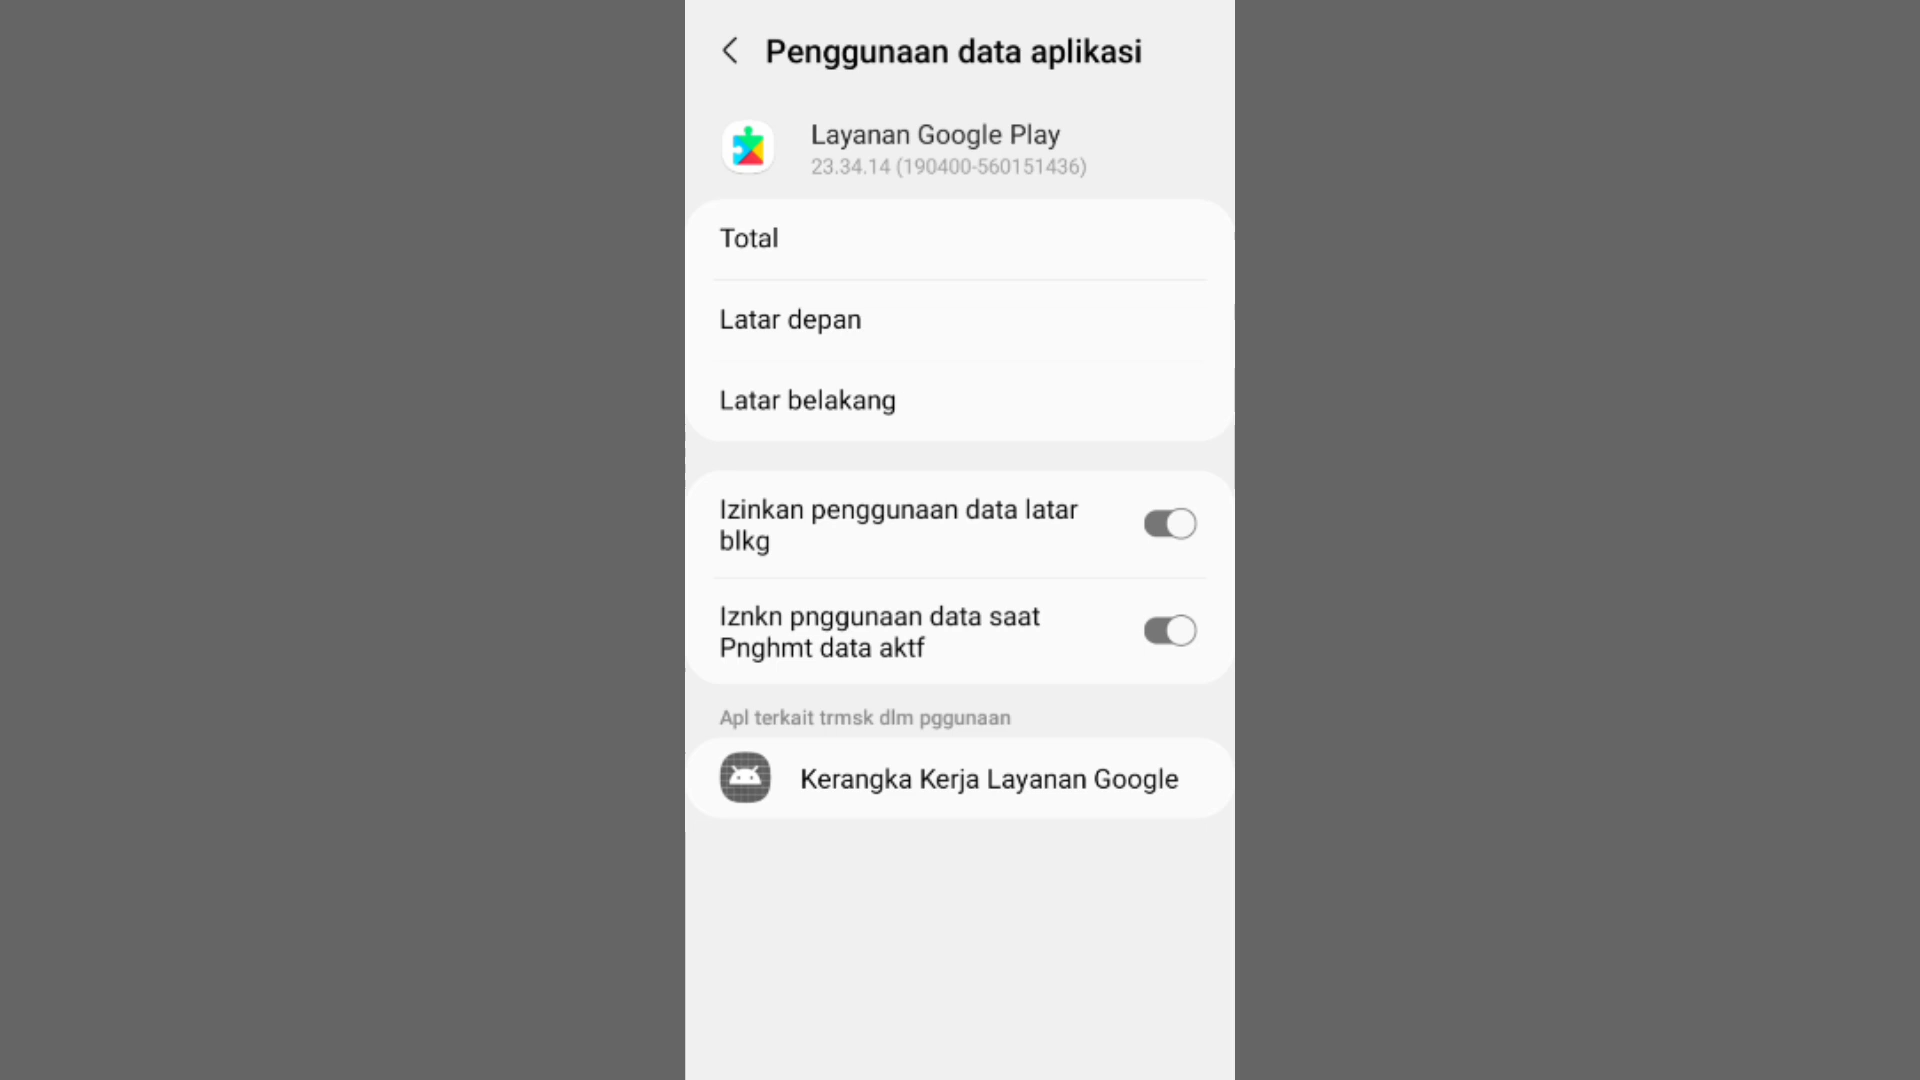 Penggunaan data aplikasi
Layanan Google Play
23.34.14 (190400-560151436)
Total
Latar depan
Latar belakang
Izinkan penggunaan data latar
blkg
Iznkn pnggunaan data saat
Pnghmt data aktf
Apl terkait trmsk dlm pggunaan
Kerangka Kerja Layanan Google